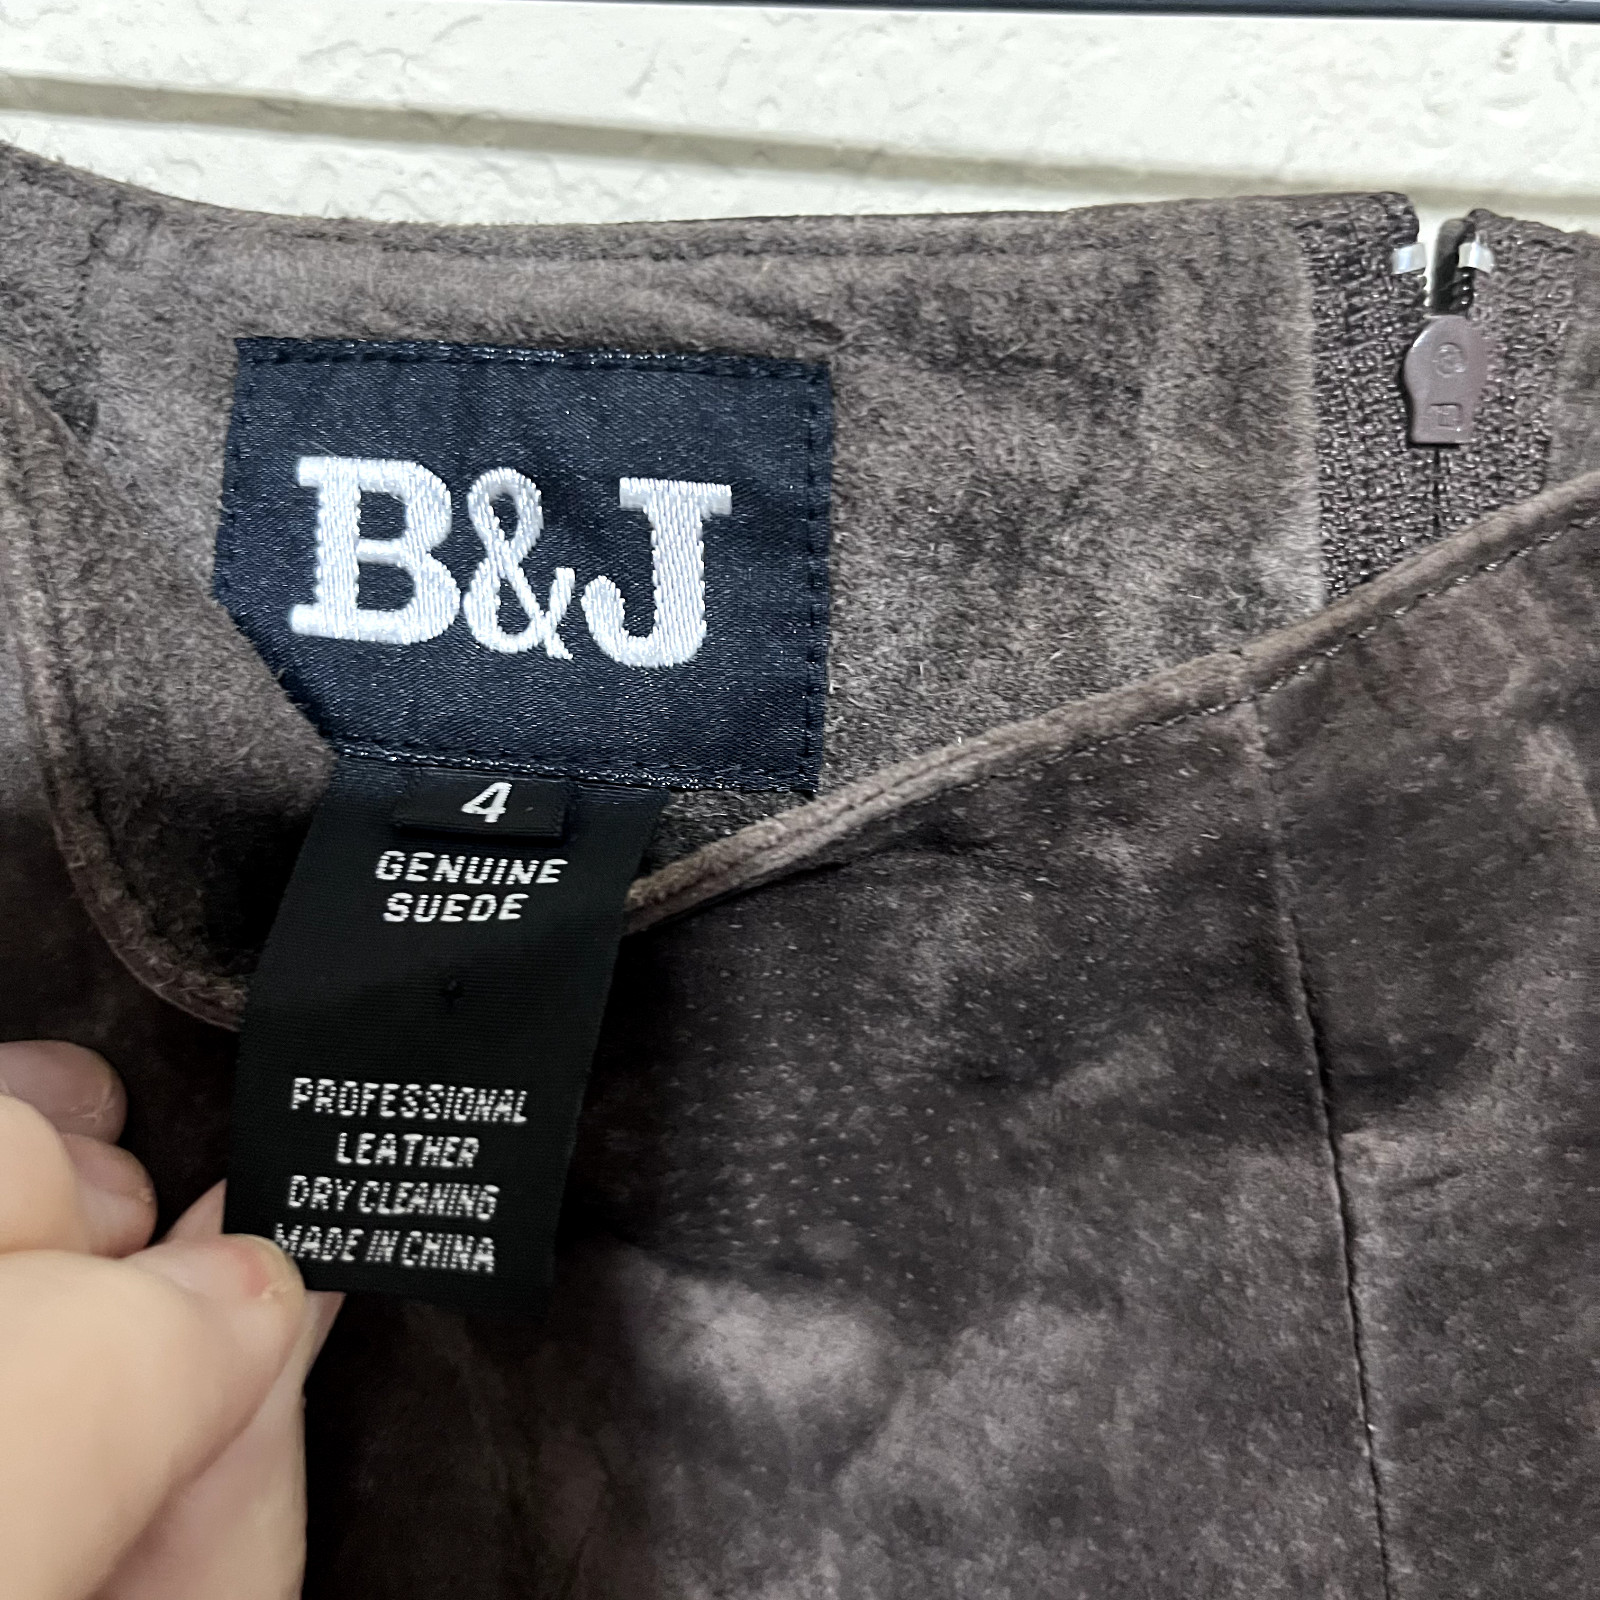 B&J
4
GENUINE
SUEDE
PROFESSIONAL
LEATHER
DRY CLEANING
MADE IN CHINA